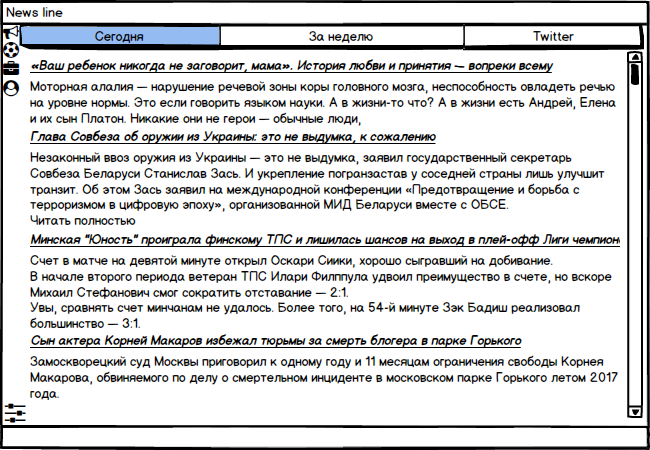 News line
Сегодня
За неделю
Twitter
«Ваш ребенок никогда не заговорит, мама». История любви и принятия — вопреки всему
Моторная алалия — нарушение речевой зоны коры головного мозга, неспособность овладеть речью
на уровне нормы. Это если говорить языком науки. А в жизни-то что? А в жизни есть Андрей, Елена
и их сын Платон. Никакие они не герои — обычные люди,
Глава Совбеза об оружии из Украины: это не выдумка, к сожалению
Незаконный ввоз оружия из Украины — это не выдумка, заявил государственный секретарь
Совбеза Беларуси Станислав Зась. И укрепление погранзастав у соседней страны лишь улучшит
транзит. Об этом Зась заявил на международной конференции «Предотвращение и борьба с
терроризмом в цифровую эпоху», организованной МИД Беларуси вместе с ОБСЕ.
Читать полностью
Минская "Юность" проиграла финскому ТПС и лишилась шансов на выход в плей-офф Лиги чемпион
Счет в матче на девятой минуте открыл Оскари Сиики, хорошо сыгравший на добивание.
В начале второго периода ветеран ТПС Илари Филппула удвоил преимущество в счете, но вскоре
Михаил Стефанович смог сократить отставание — 2:1.
Увы, сравнять счет минчанам не удалось. Более того, на 54-й минуте Зэк Бадиш реализовал
большинство — 3:1.
Сын актера Корней Макаров избежал тюрьмы за смерть блогера в парке Горького
Замоскворецкий суд Москвы приговорил к одному году и 11 месяцам ограничения свободы Корнея
Макарова, обвиняемого по делу о смертельном инциденте в московском парке Горького летом 2017
года.